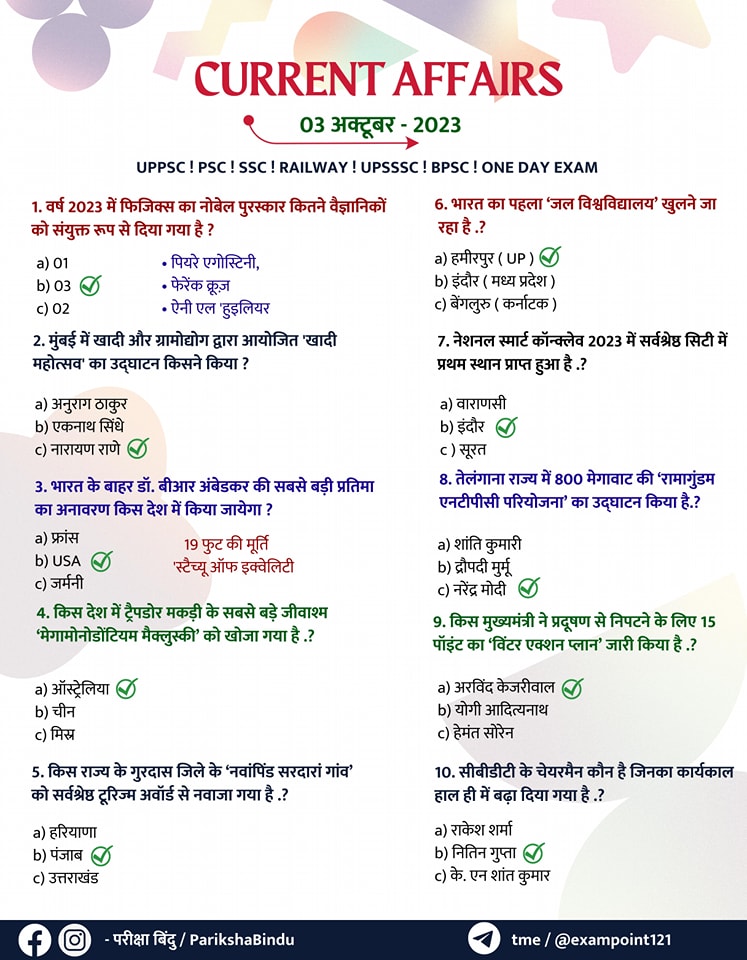 CURRENT AFFAIRS
03 अक्टूबर - 2023
UPPSC ! PSC ! SSC ! RAILWAY ! UPSSSC ! BPSC ! ONE DAY EXAM
1. वर्ष 2023 में फिजिक्स का नोबेल पुरस्कार कितने वैज्ञानिकों
को संयुक्त रूप से दिया गया है ?
a) 01
b) 03
c) 02
• पियरे एगोस्टिनी,
• फेरेंक क्रूज़
• ऐनी एल 'हुइलियर
2. मुंबई में खादी और ग्रामोद्योग द्वारा आयोजित 'खादी
महोत्सव' का उद्घाटन किसने किया ?
a) अनुराग ठाकुर
b) एकनाथ सिंधे
c) नारायण राणे
3. भारत के बाहर डॉ. बीआर अंबेडकर की सबसे बड़ी प्रतिमा
का अनावरण किस देश में किया जायेगा ?
a) फ्रांस
b) USA
c) जर्मनी
19 फुट की मूर्ति
'स्टैच्यू ऑफ इक्वेलिटी
4. किस देश में ट्रैपडोर मकड़ी के सबसे बड़े जीवाश्म
‘मेगामोनोडोंटियम मैक्लुस्की’ को खोजा गया है .?
a) ऑस्ट्रेलिया
b) चीन
c) मिस्र
5. किस राज्य के गुरदास जिले के ‘नवांपिंड सरदारां गांव’
को सर्वश्रेष्ठ टूरिज्म अवॉर्ड से नवाजा गया है .?
a) हरियाणा
b) पंजाब
c) उत्तराखंड
6. भारत का पहला ‘जल विश्वविद्यालय’ खुलने जा
रहा है .?
a) हमीरपुर ( UP )
b) इंदौर ( मध्य प्रदेश )
c) बेंगलुरु ( कर्नाटक )
7. नेशनल स्मार्ट कॉन्क्लेव 2023 में सर्वश्रेष्ठ सिटी में
प्रथम स्थान प्राप्त हुआ है .?
a) वाराणसी
b) इंदौर
c ) सूरत
8. तेलंगाना राज्य में 800 मेगावाट की ‘रामागुंडम
एनटीपीसी परियोजना’ का उद्घाटन किया है.?
a) शांति कुमारी
b) द्रौपदी मुर्मू
c) नरेंद्र मोदी
9. किस मुख्यमंत्री ने प्रदूषण से निपटने के लिए 15
पॉइंट का ‘विंटर एक्शन प्लान’ जारी किया है .?
a) अरविंद केजरीवाल
b) योगी आदित्यनाथ
c) हेमंत सोरेन
10. सीबीडीटी के चेयरमैन कौन है जिनका कार्यकाल
हाल ही में बढ़ा दिया गया है .?
a) राकेश शर्मा
b) नितिन गुप्ता
c) के. एन शांत कुमार
- परीक्षा बिंदु / ParikshaBindu
tme / @exampoint121